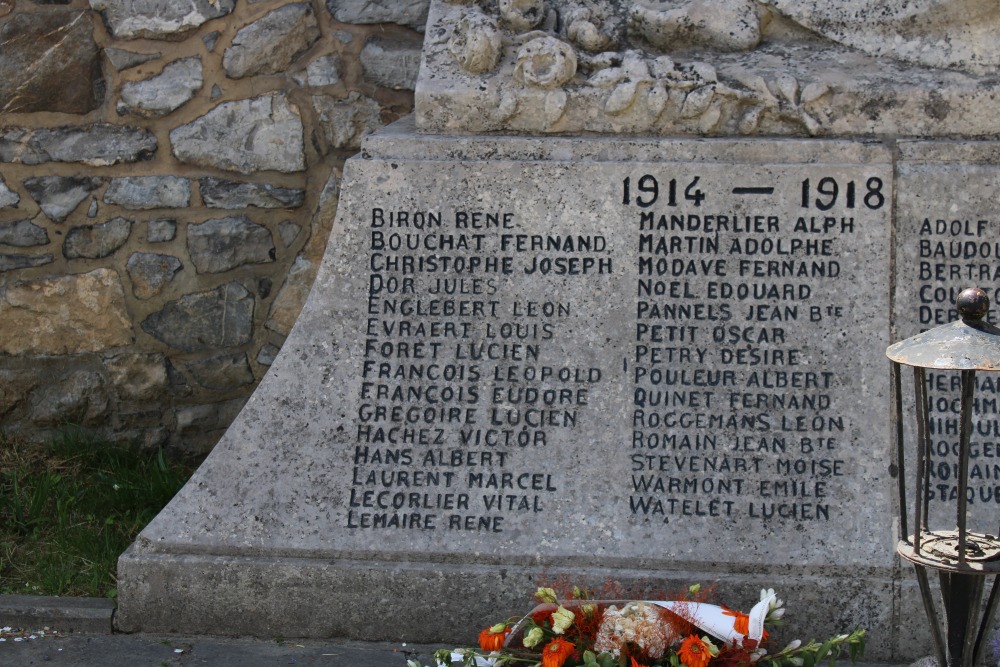 1914 — 1918
BIRON RENE
BOUCHAT FERNAND.
CHRISTOPHE JOSEPH
DOR JULES
ENGLEBERT LEON
EVRAERT LOUIS
FORET LUCIEN
FRANÇOIS LEOPOLD
FRANÇOIS EUDORE
GREGOIRE LUCIEN
HACHEZ VICTOR
HANS ALBERT
LAURENT MARCEL
LECORLIER VITAL
LEMAIRE RENE
MANDERLIER ALPH
MARTIN ADOLPHE
MODAVE FERNAND
NOËL EDOUARD
PANNELS JEAN BTE
PETIT OSCAR
PETRY DESIRE
POULEUR ALBERT
QUINET FERNAND
ROGGEMANS LEON
ROMAIN JEAN BTE
STEVENART MOISE
WARMONT EMILE
WATELET LUCIEN
ADOLF
BAUDOU
BERTRA